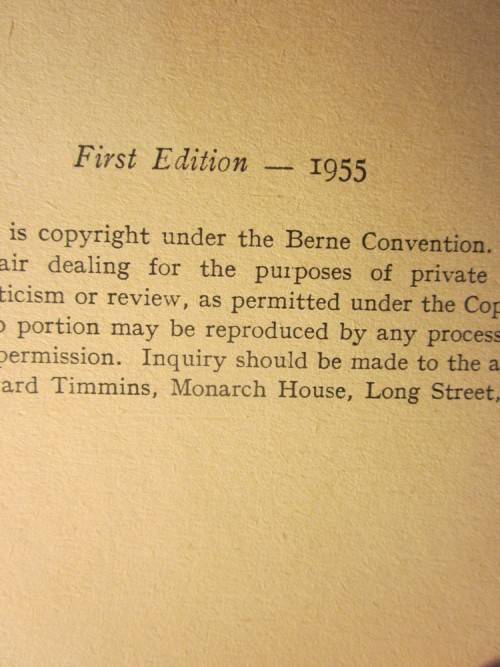 First Edition — 1955
is copyright under the Berne Convention.
air dealing for the purposes of private
ticism or review, as permitted under the Cop
o portion may be reproduced by any process
permission. Inquiry should be made to the a
ard Timmins, Monarch House, Long Street,